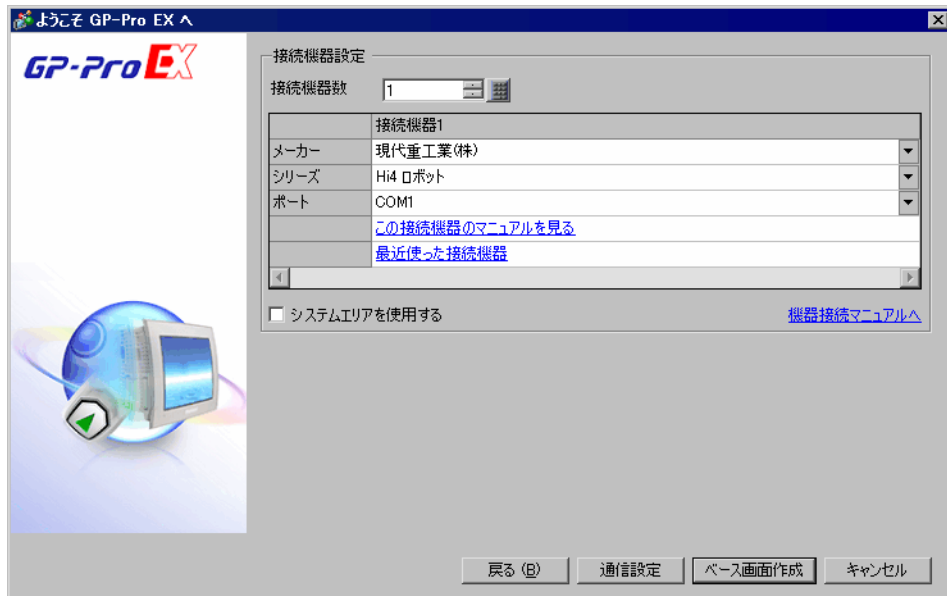 ようこそ GP-Pro EX へ
GP-Pro EX
接続機器設定
接続機器数 1
接続機器1
メーカー 現代重工業(株)
シリーズ Hi4 ロボット
ポート COM1
この接続機器のマニュアルを見る
最近使った接続機器
システムエリアを使用する 機器接続マニュアルへ
戻る (B) 通信設定 ベース画面作成 キャンセル